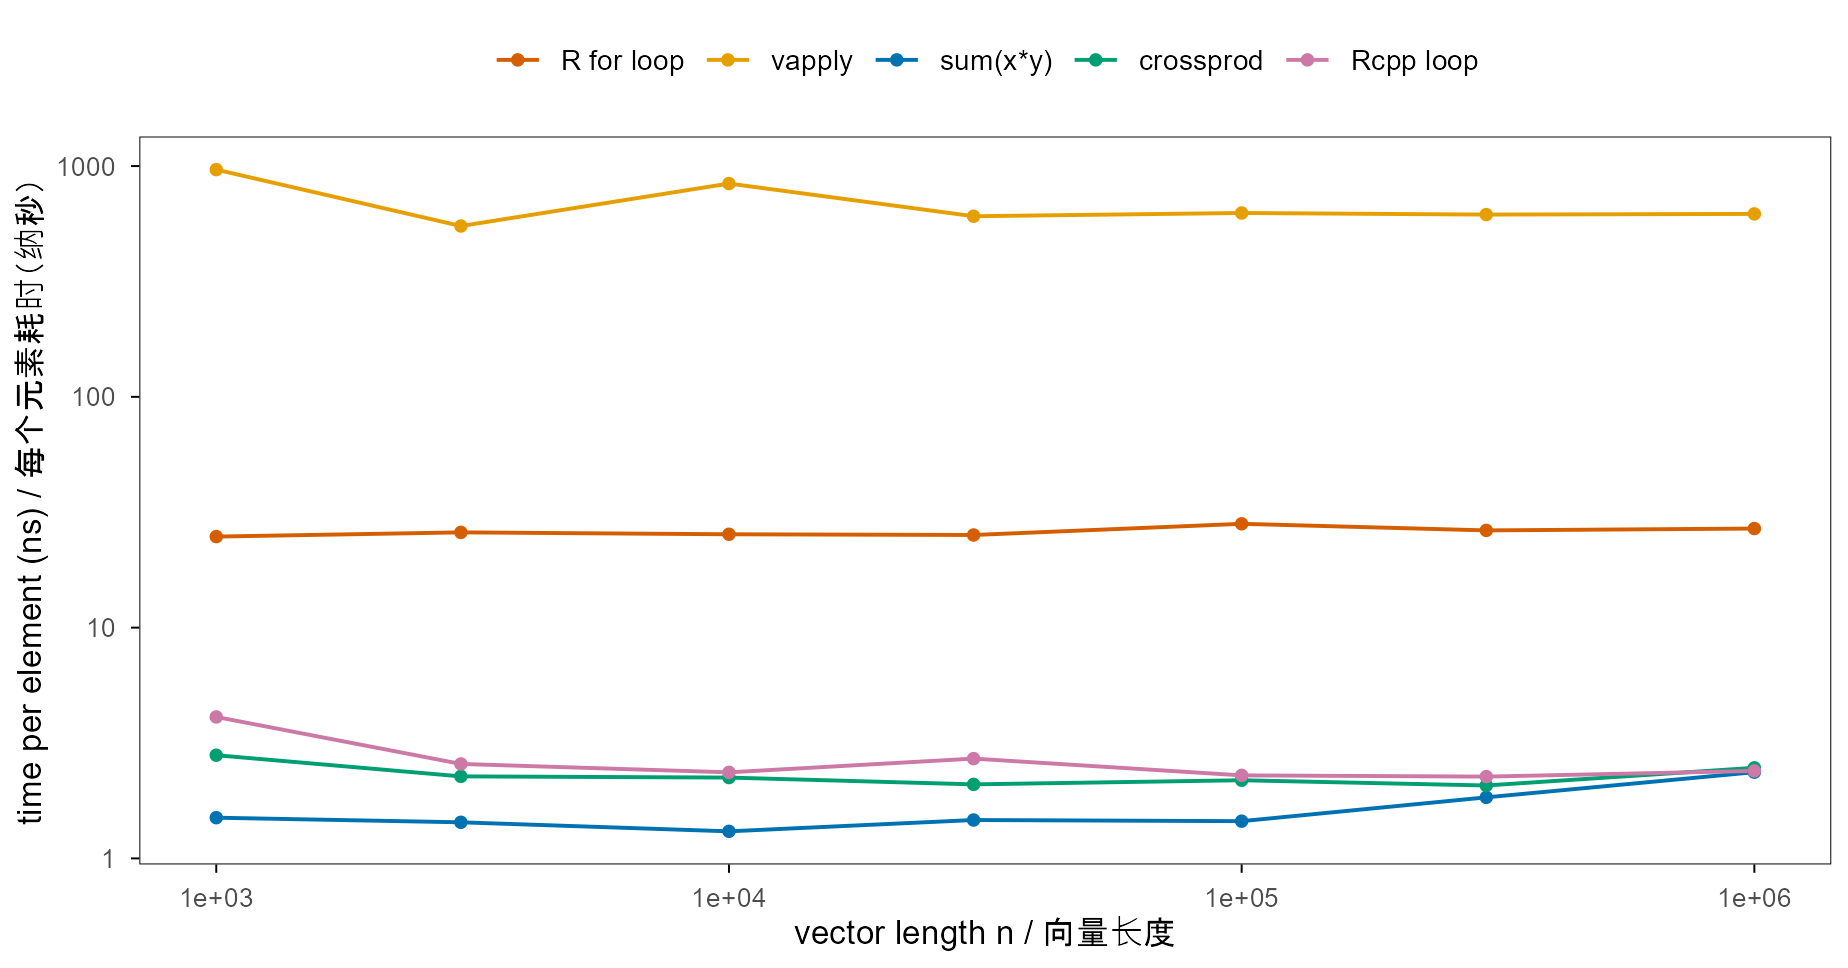 R for loop vapply sum(x*y) crossprod Rcpp loop
time per element (ns) / 每个元素耗时(纳秒)
1000
100
10
1
1e+03 1e+04 1e+05 1e+06
vector length n / 向量长度